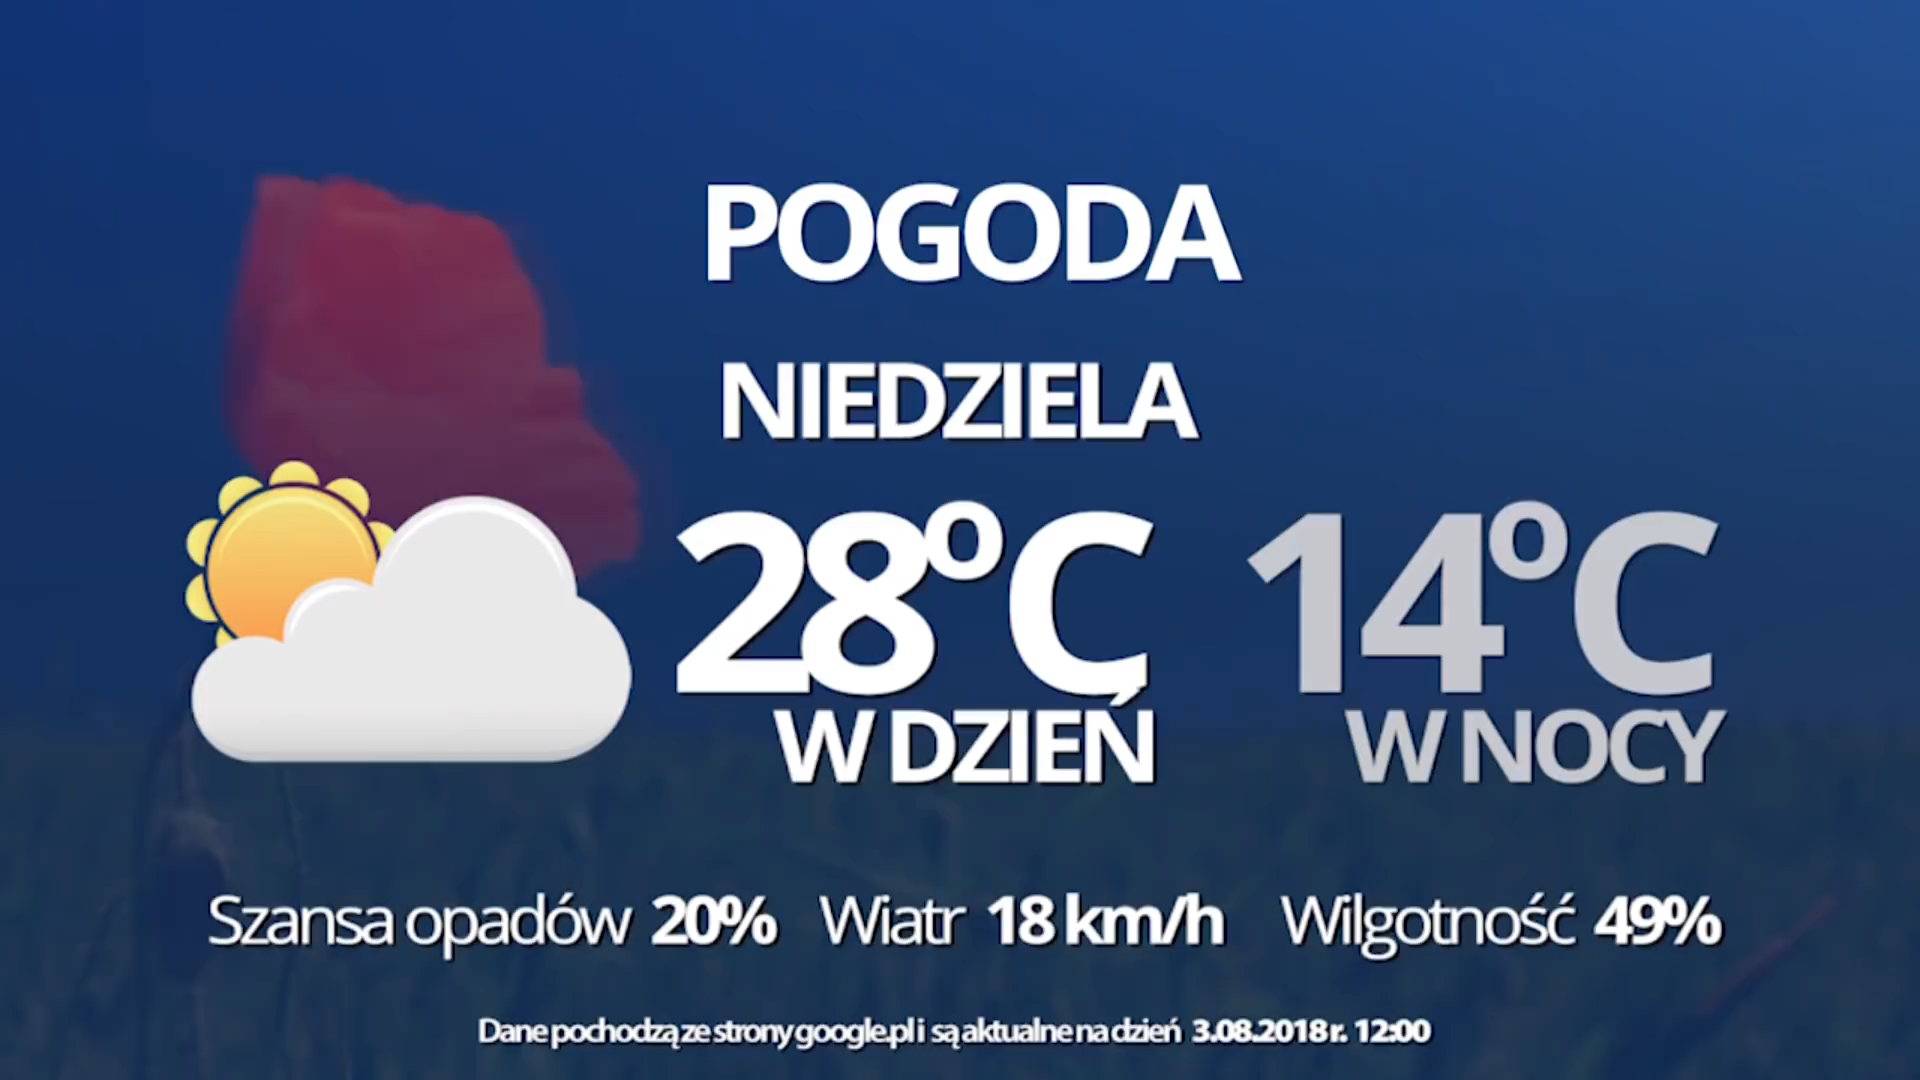 POGODA
NIEDZIELA
28°C 14°C
W DZIEŃ W NOCY
Szansa opadów 20% Wiatr 18 km/h Wilgotność 49%
Dane pochodzą ze strony google.pl i są aktualne na dzień 3.08.2018 r. 12:00